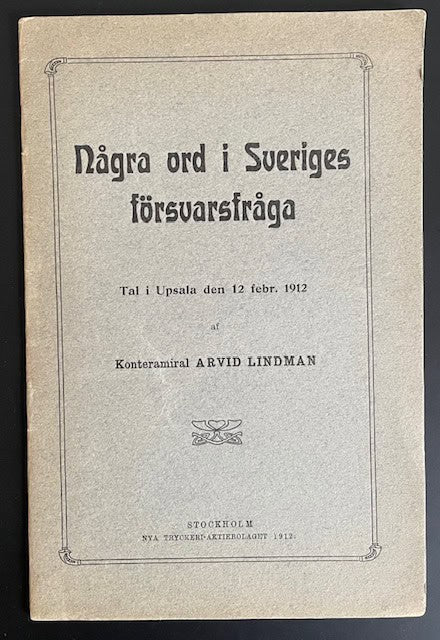 Några ord i Sveriges
försvarsfråga
Tal i Upsala den 12 febr. 1912
af
Konteramiral ARVID LINDMAN
STOCKHOLM
NYA TRYCKERI-AKTIEBOLAGET 1912.